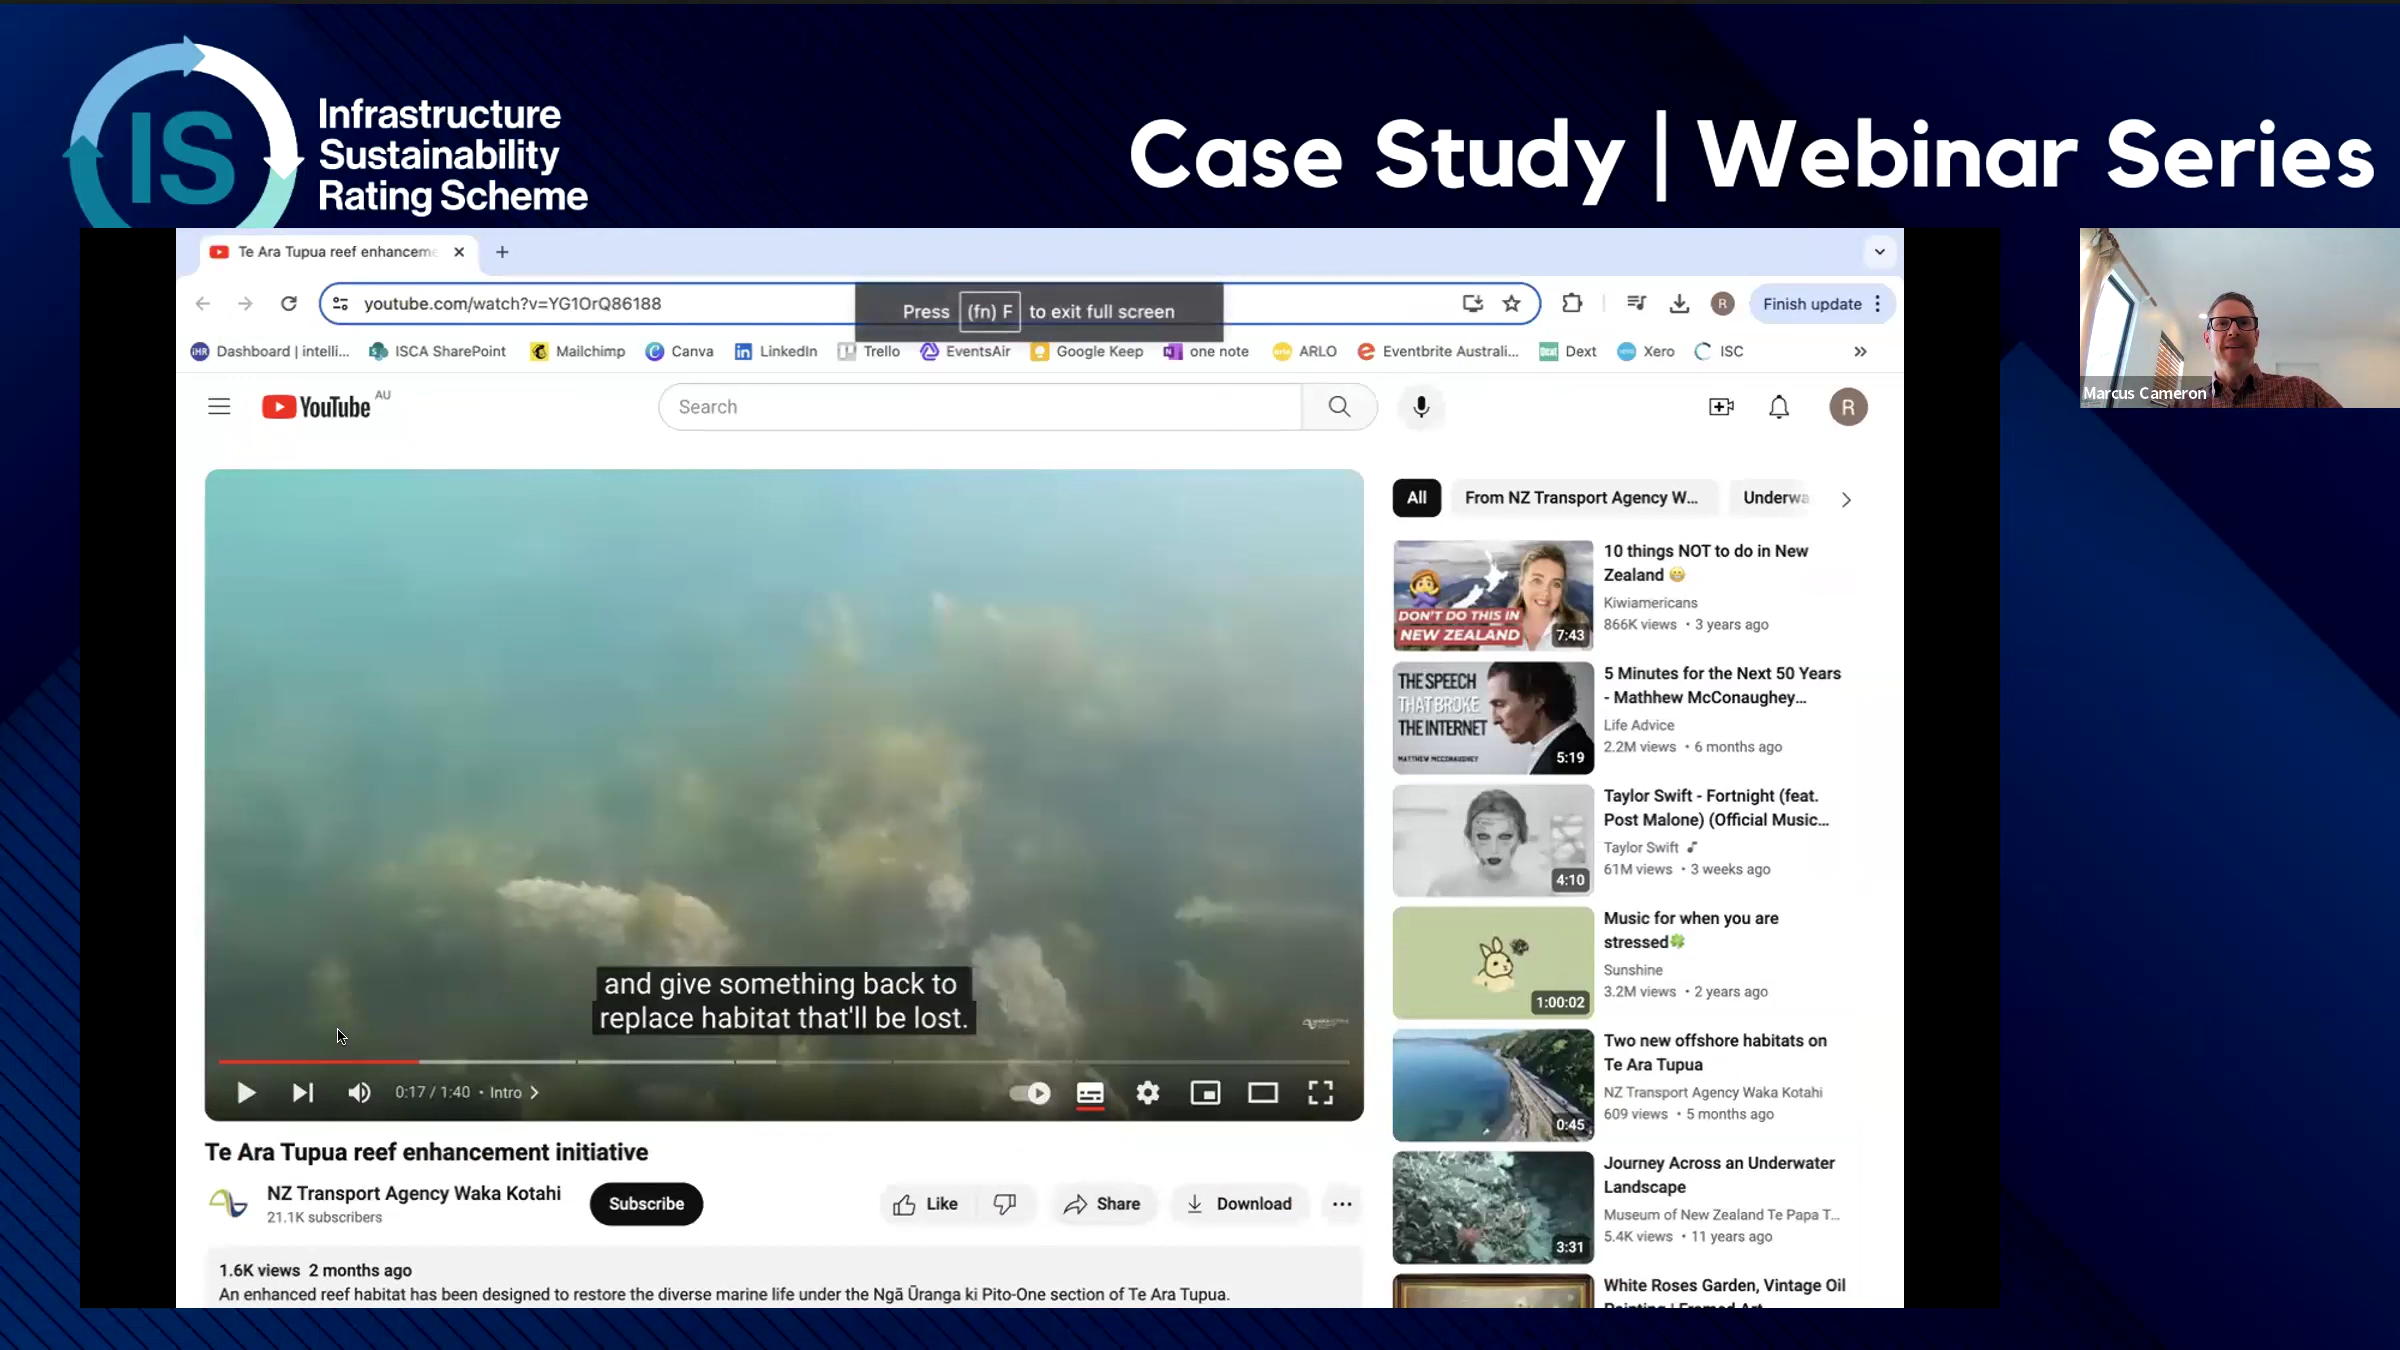 IS
Infrastructure
Sustainability
Rating Scheme
Case Study | Webinar Series
Te Ara Tupua reef enhanceme
youtube.com/watch?v=YG1OrQ86188
Press (fn) F to exit full screen
R
Finish update
iHR Dashboard | intelli...
ISCA SharePoint
Mailchimp
Canva
LinkedIn
Trello
EventsAir
Google Keep
one note
ARLO
Eventbrite Australi...
Dext
Xero
ISC
YouTube AU
Search
R
Marcus Cameron
and give something back to
replace habitat that'll be lost.
0:17 / 1:40 • Intro
Te Ara Tupua reef enhancement initiative
NZ Transport Agency Waka Kotahi
21.1K subscribers
Subscribe
Like
Share
Download
1.6K views 2 months ago
An enhanced reef habitat has been designed to restore the diverse marine life under the Ngā Ūranga ki Pito-One section of Te Ara Tupua.
All
From NZ Transport Agency W...
Underwa
DON'T DO THIS IN
NEW ZEALAND
7:43
10 things NOT to do in New
Zealand 😁
Kiwiamericans
866K views • 3 years ago
THE SPEECH
THAT BROKE
THE INTERNET
MATTHEW MCCONAUGHEY
5:19
5 Minutes for the Next 50 Years
- Mathhew McConaughey...
Life Advice
2.2M views • 6 months ago
4:10
Taylor Swift - Fortnight (feat.
Post Malone) (Official Music...
Taylor Swift
61M views • 3 weeks ago
1:00:02
Music for when you are
stressed🍀
Sunshine
3.2M views • 2 years ago
0:45
Two new offshore habitats on
Te Ara Tupua
NZ Transport Agency Waka Kotahi
609 views • 5 months ago
3:31
Journey Across an Underwater
Landscape
Museum of New Zealand Te Papa T...
5.4K views • 11 years ago
White Roses Garden, Vintage Oil
Painting | Framed Art